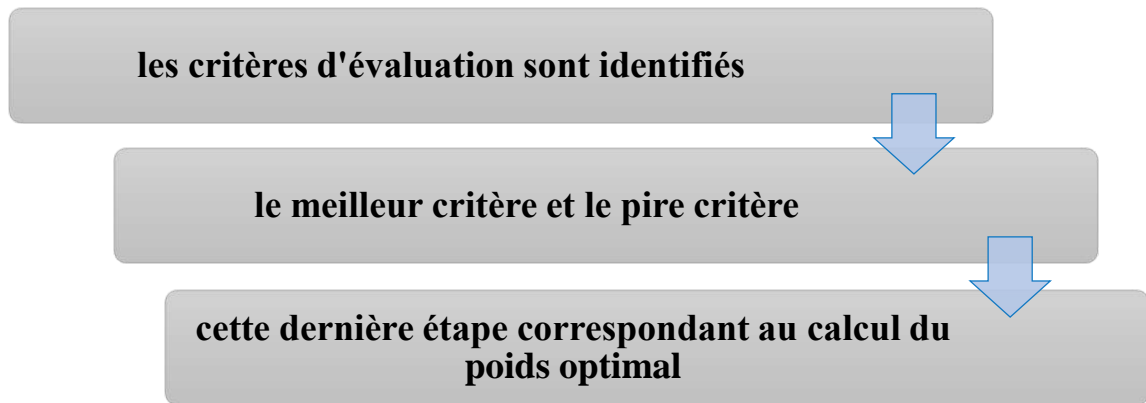 les critères d'évaluation sont identifiés
le meilleur critère et le pire critère
cette dernière étape correspondant au calcul du
poids optimal